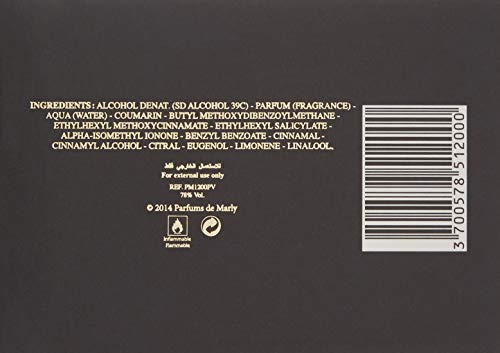 INGREDIENTS : ALCOHOL DENAT. (SD ALCOHOL 39C) - PARFUM (FRAGRANCE) -
AQUA (WATER) - COUMARIN - BUTYL METHOXYDIBENZOYLMETHANE -
ETHYLHEXYL METHOXYCINNAMATE - ETHYLHEXYL SALICYLATE -
ALPHA-ISOMETHYL IONONE - BENZYL BENZOATE - CINNAMAL -
CINNAMYL ALCOHOL - CITRAL - EUGENOL - LIMONENE - LINALOOL.
للاستعمال الخارجي فقط
For external use only
REF. PM1200PV
78% Vol.
© 2014 Parfums de Marly
Inflammable
Flammable
3 700578 512000